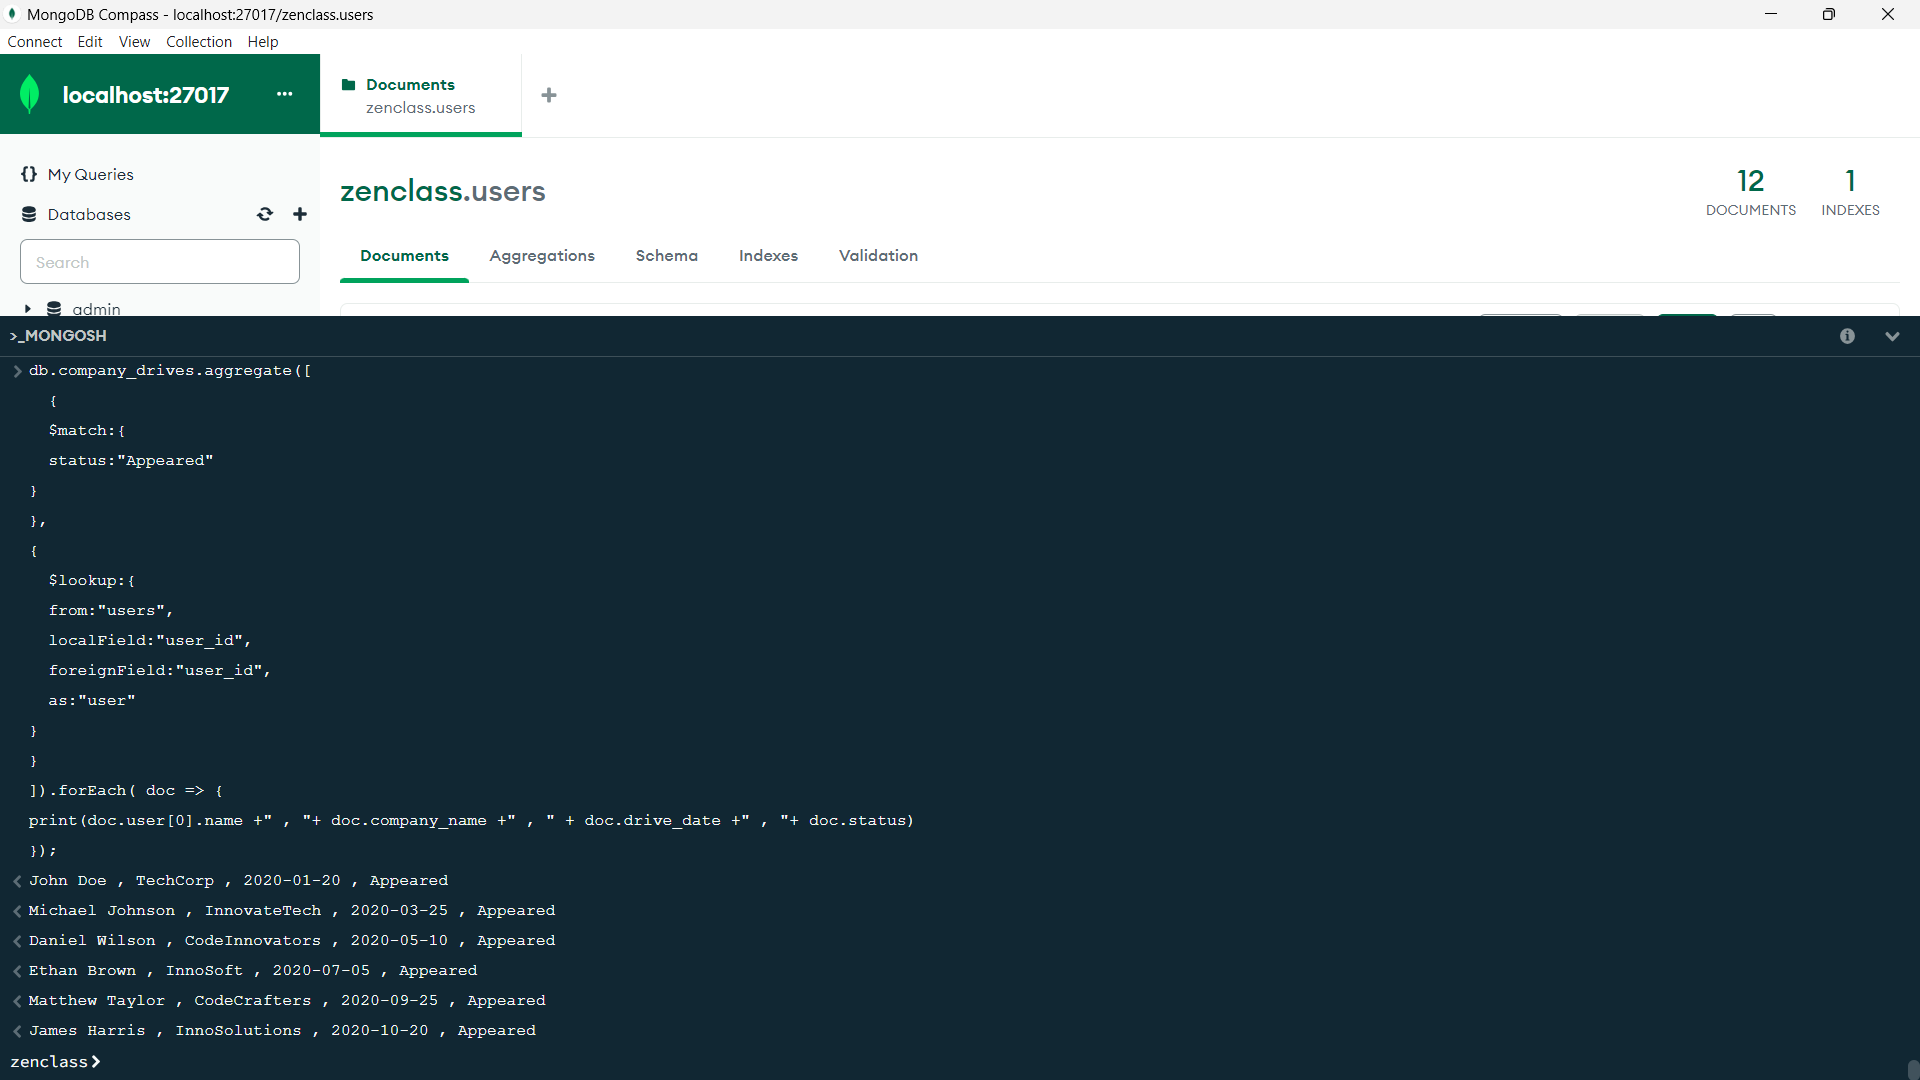 MongoDB Compass - localhost:27017/zenclass.users
Connect Edit View Collection Help
localhost:27017 ...
Documents
zenclass.users
+
{} My Queries
Databases
Search
admin
zenclass.users
12 DOCUMENTS
1 INDEXES
Documents Aggregations Schema Indexes Validation
>_MONGOSH
> db.company_drives.aggregate([
{
$match:{
status:"Appeared"
}
},
{
$lookup:{
from:"users",
localField:"user_id",
foreignField:"user_id",
as:"user"
}
}
]).forEach( doc => {
print(doc.user[0].name +" , "+ doc.company_name +" , " + doc.drive_date +" , "+ doc.status)
});
< John Doe , TechCorp , 2020-01-20 , Appeared
< Michael Johnson , InnovateTech , 2020-03-25 , Appeared
< Daniel Wilson , CodeInnovators , 2020-05-10 , Appeared
< Ethan Brown , InnoSoft , 2020-07-05 , Appeared
< Matthew Taylor , CodeCrafters , 2020-09-25 , Appeared
< James Harris , InnoSolutions , 2020-10-20 , Appeared
zenclass>